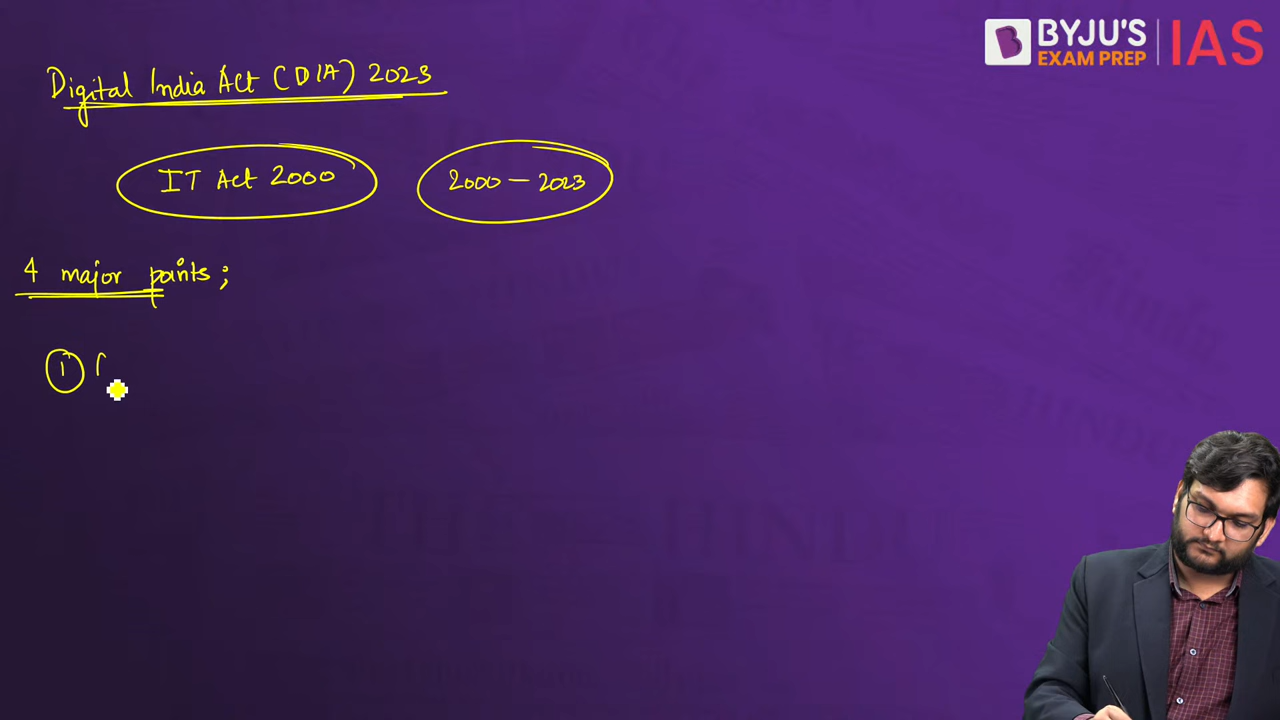 BYJU'S IAS
EXAM PREP
Digital India Act (DIA) 2023
IT Act 2000 2000 – 2023
4 major points ;
1